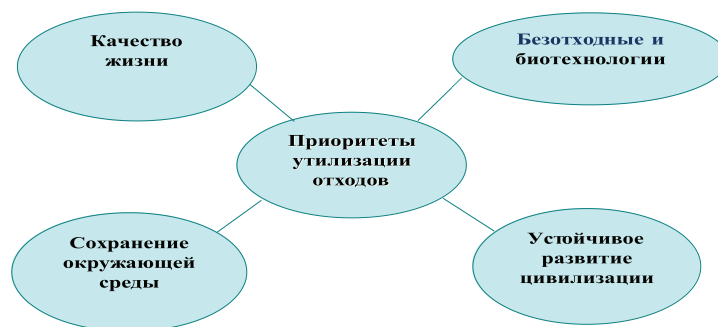 Качество
жизни
Безотходные и
биотехнологии
Приоритеты
утилизации
отходов
Сохранение
окружающей
среды
Устойчивое
развитие
цивилизации